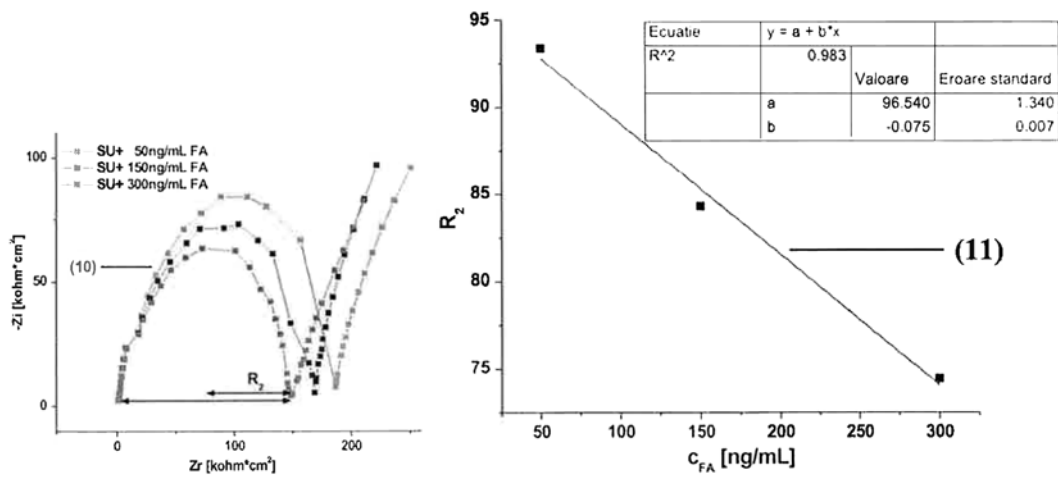 100
50
0
-Zi [kohm*cm²]
SU+ 50ng/mL FA
SU+ 150ng/mL FA
SU+ 300ng/mL FA
(10)
R₂
0
100
200
Zr [kohm*cm²]
95
90
85
80
75
R₂
Ecuatie y = a + b*x
R^2 0.983
Valoare Eroare standard
a 96.540 1.340
b -0.075 0.007
(11)
50 100 150 200 250 300
c_FA [ng/mL]